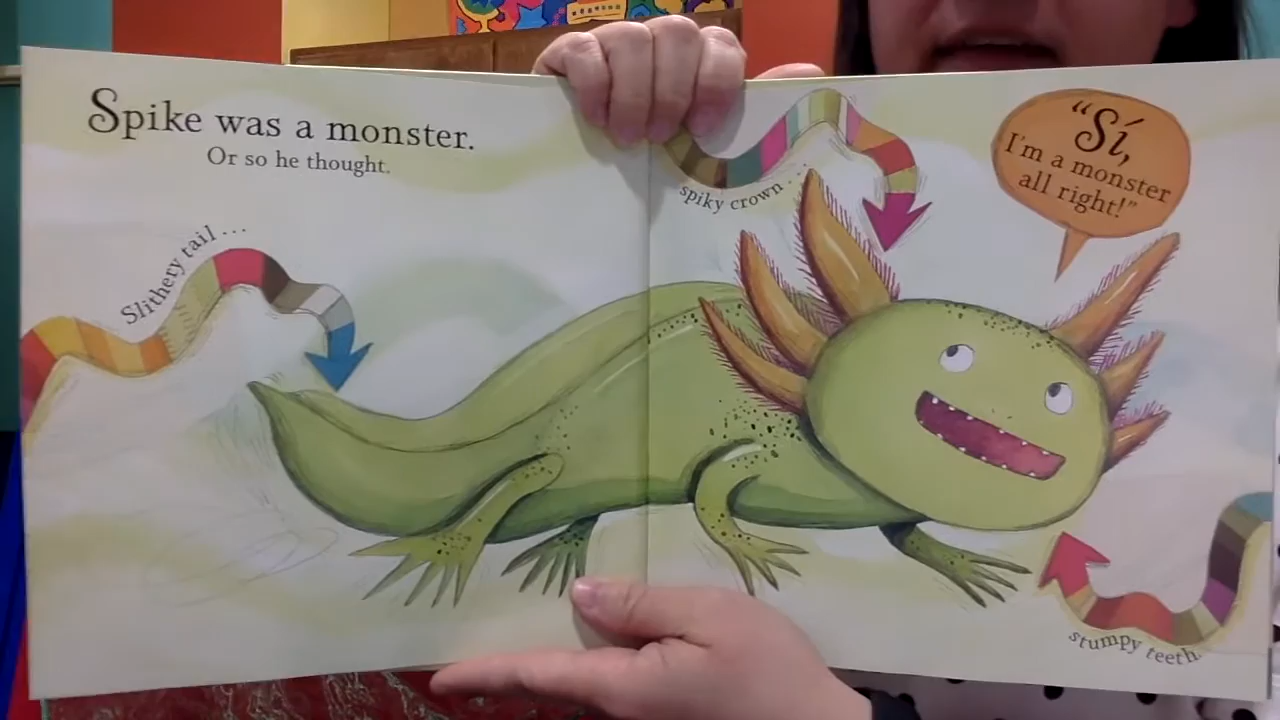 Spike was a monster.
Or so he thought.
Slithery tail . . .
spiky crown . . .
“Sí,
I’m a monster
all right!”
stumpy teeth.